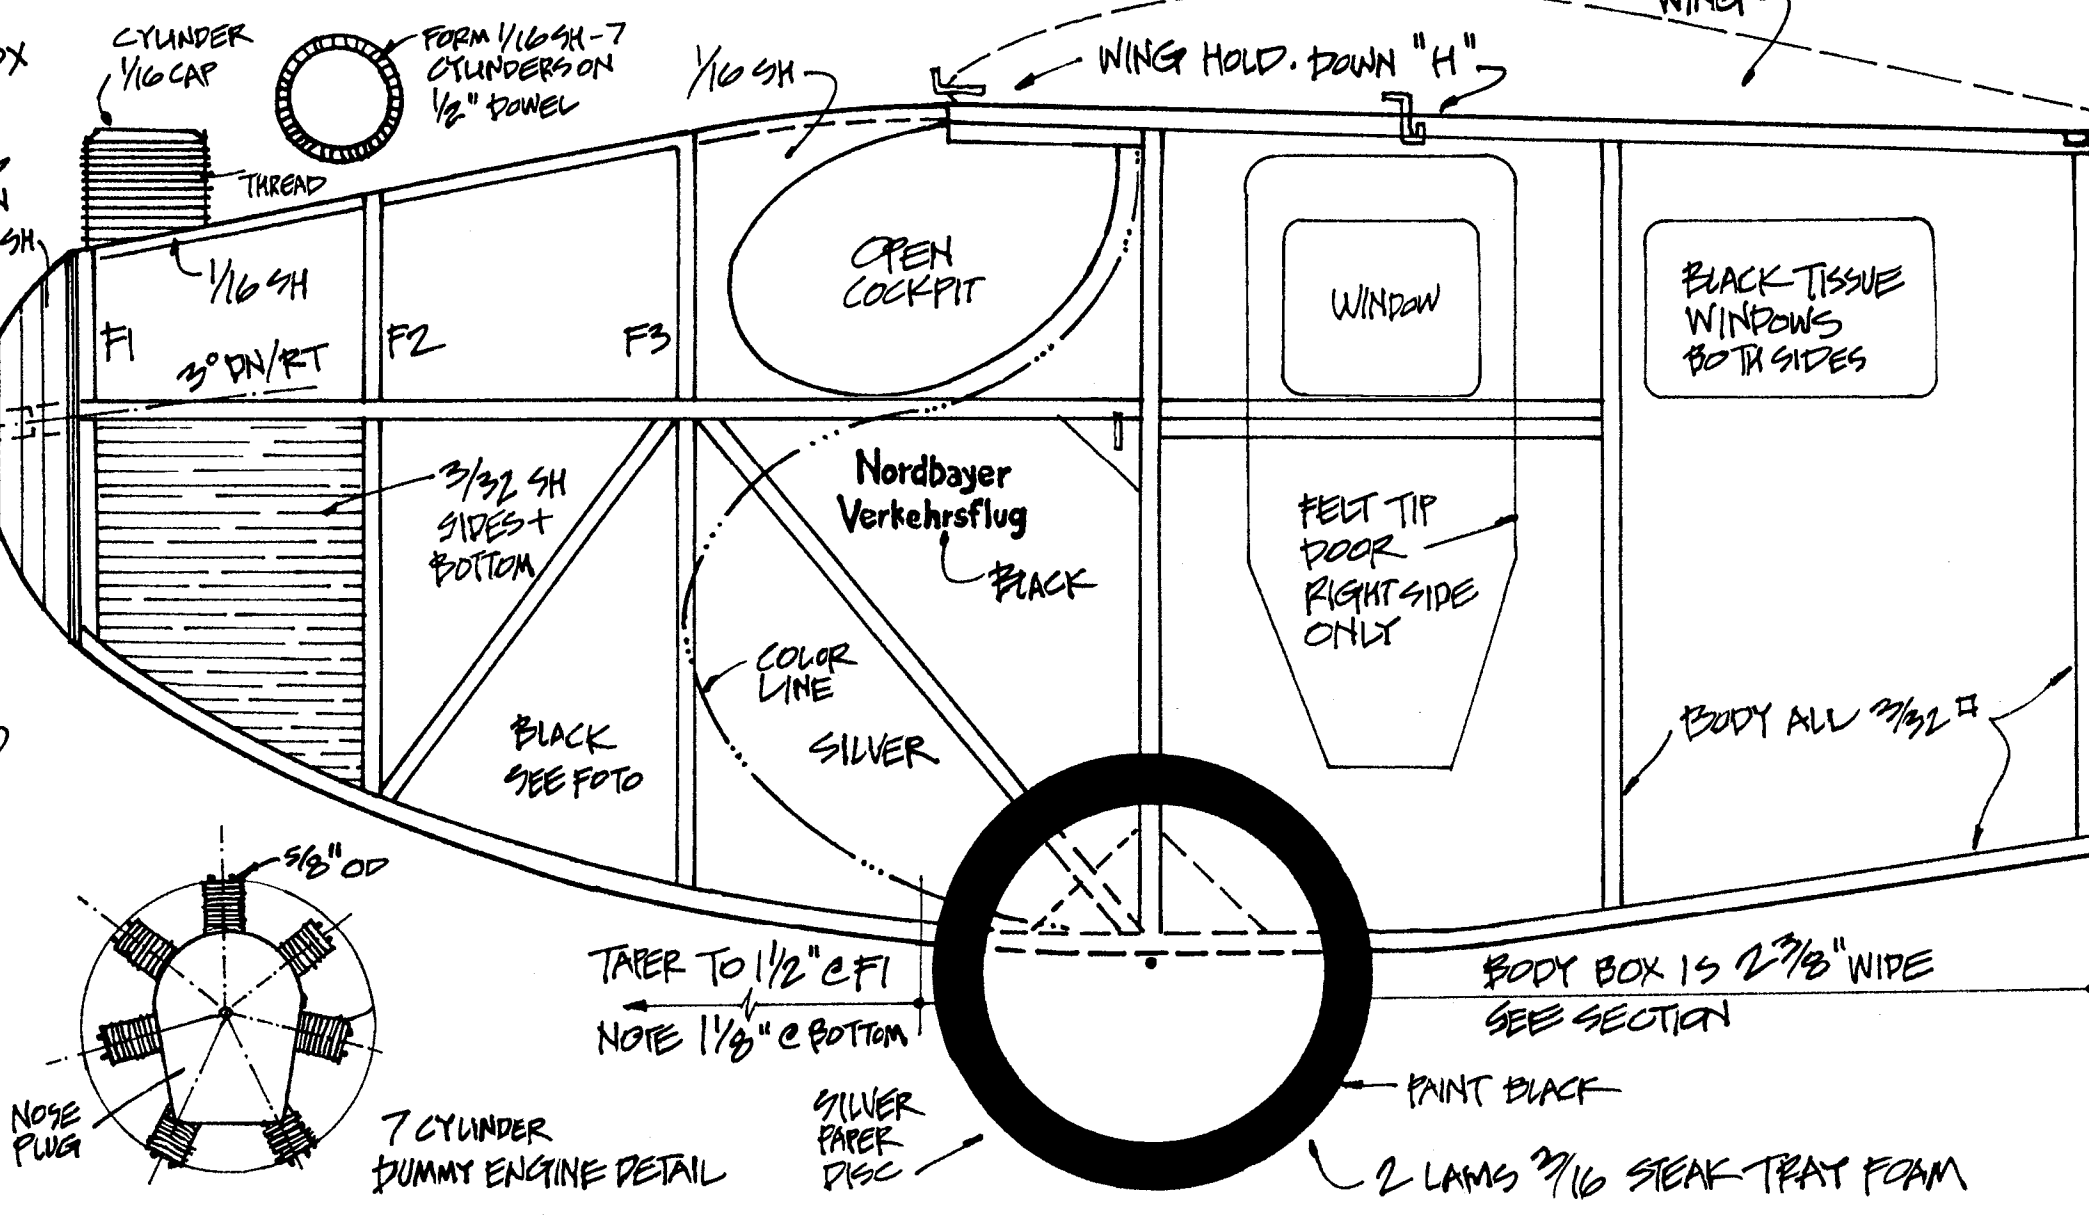 WING
CYLINDER
1/16 CAP
FORM 1/16 SH-7
CYLINDERS ON
1/2" DOWEL
1/16 SH
WING HOLD. DOWN "H"
THREAD
SH
1/16 SH
OPEN
COCKPIT
WINDOW
BLACK TISSUE
WINDOWS
BOTH SIDES
F1
F2
F3
3° DN/RT
3/32 SH
SIDES +
BOTTOM
Nordbayer
Verkehrsflug
BLACK
FELT TIP
DOOR
RIGHT SIDE
ONLY
COLOR
LINE
SILVER
BLACK
SEE FOTO
BODY ALL 3/32 □
5/8" OD
TAPER TO 1 1/2" @ F1
NOTE 1 1/8" @ BOTTOM
BODY BOX IS 2 3/8" WIDE
SEE SECTION
NOSE
PLUG
7 CYLINDER
DUMMY ENGINE DETAIL
SILVER
PAPER
DISC
PAINT BLACK
2 LAMS 3/16 STEAK TRAY FOAM